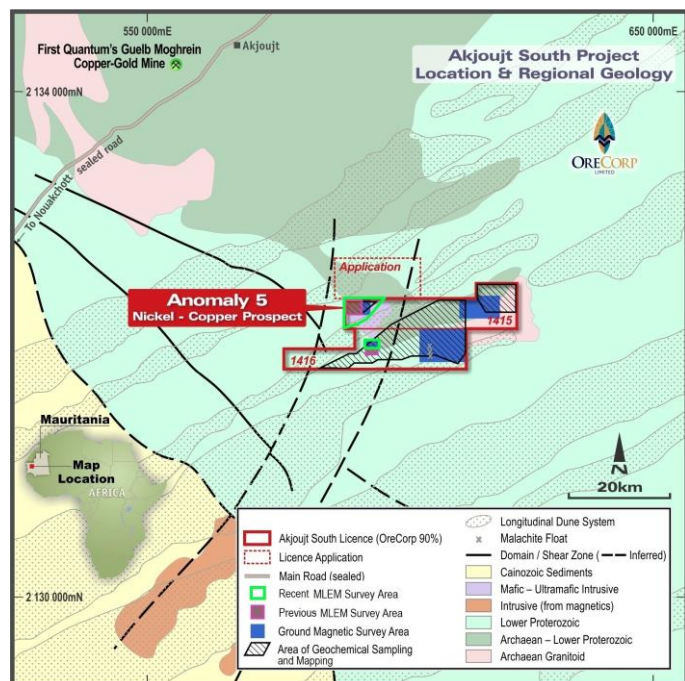 550 000mE
650 000mE
First Quantum's Guelb Moghrein
Copper-Gold Mine
Akjoujt
Akjoujt South Project
Location & Regional Geology
2 134 000mN
ORECORP
LIMITED
To Nouakchott sealed road
Application
Anomaly 5
Nickel - Copper Prospect
1415
1416
Mauritania
Map
Location
AFRICA
N
20km
2 130 000mN
Akjoujt South Licence (OreCorp 90%)
Licence Application
Main Road (sealed)
Recent MLEM Survey Area
Previous MLEM Survey Area
Ground Magnetic Survey Area
Area of Geochemical Sampling
and Mapping
Longitudinal Dune System
x Malachite Float
Domain / Shear Zone ( Inferred)
Cainozoic Sediments
Mafic – Ultramafic Intrusive
Intrusive (from magnetics)
Lower Proterozoic
Archaean – Lower Proterozoic
Archaean Granitoid